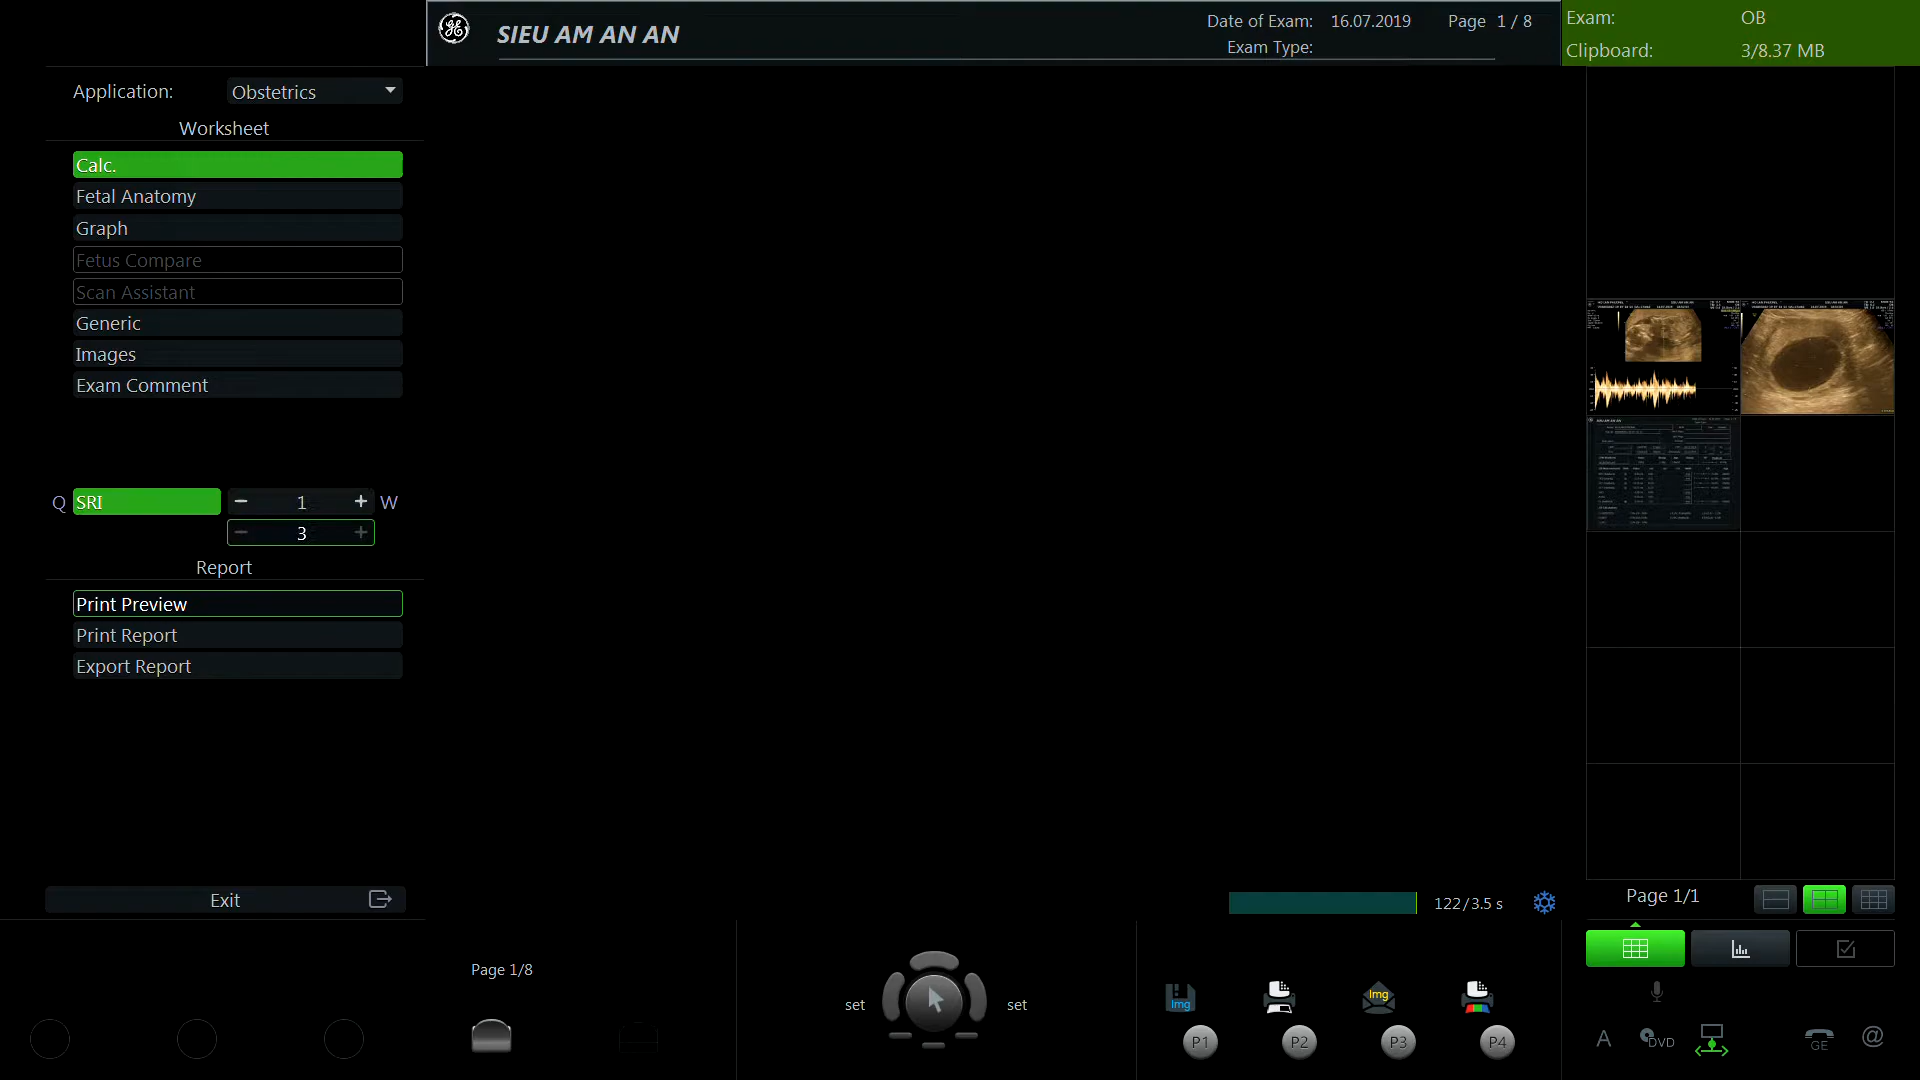 SIEU AM AN AN
Date of Exam: 16.07.2019 Page 1 / 8
Exam Type:
Exam: OB
Clipboard: 3/8.37 MB
Application: Obstetrics
Worksheet
Calc.
Fetal Anatomy
Graph
Fetus Compare
Scan Assistant
Generic
Images
Exam Comment
Q SRI − 1 + W
− 3 +
Report
Print Preview
Print Report
Export Report
Exit
122/3.5 s
Page 1/1
Page 1/8
set set
Img Img
P1 P2 P3 P4
A DVD GE @